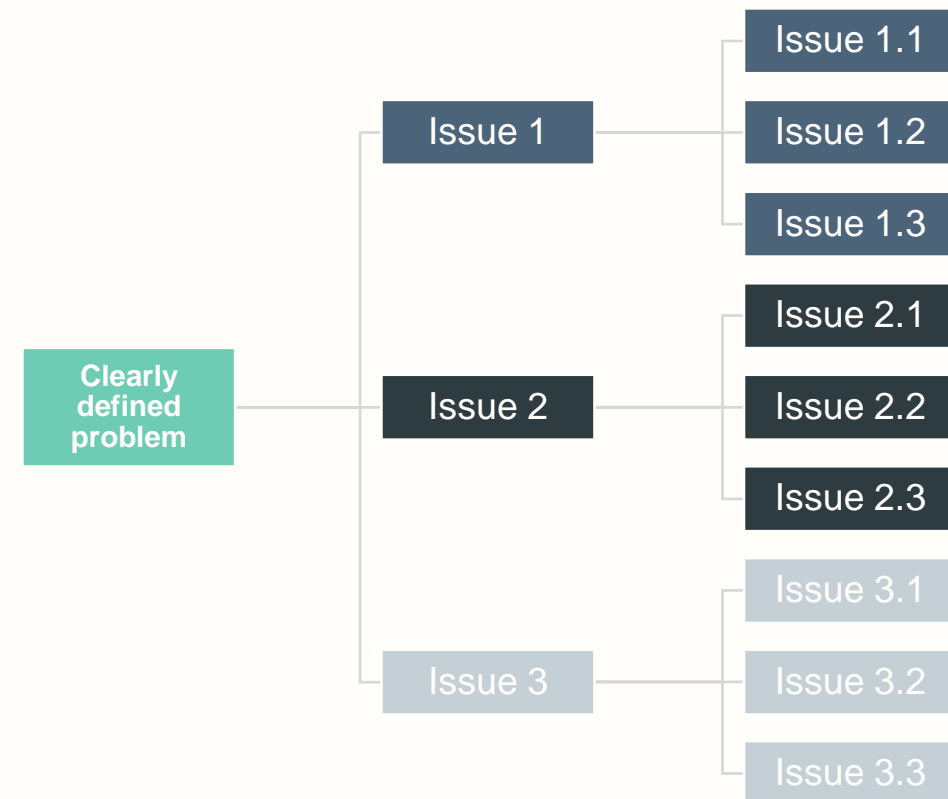 Clearly
defined
problem
Issue 1
Issue 1.1
Issue 1.2
Issue 1.3
Issue 2
Issue 2.1
Issue 2.2
Issue 2.3
Issue 3
Issue 3.1
Issue 3.2
Issue 3.3